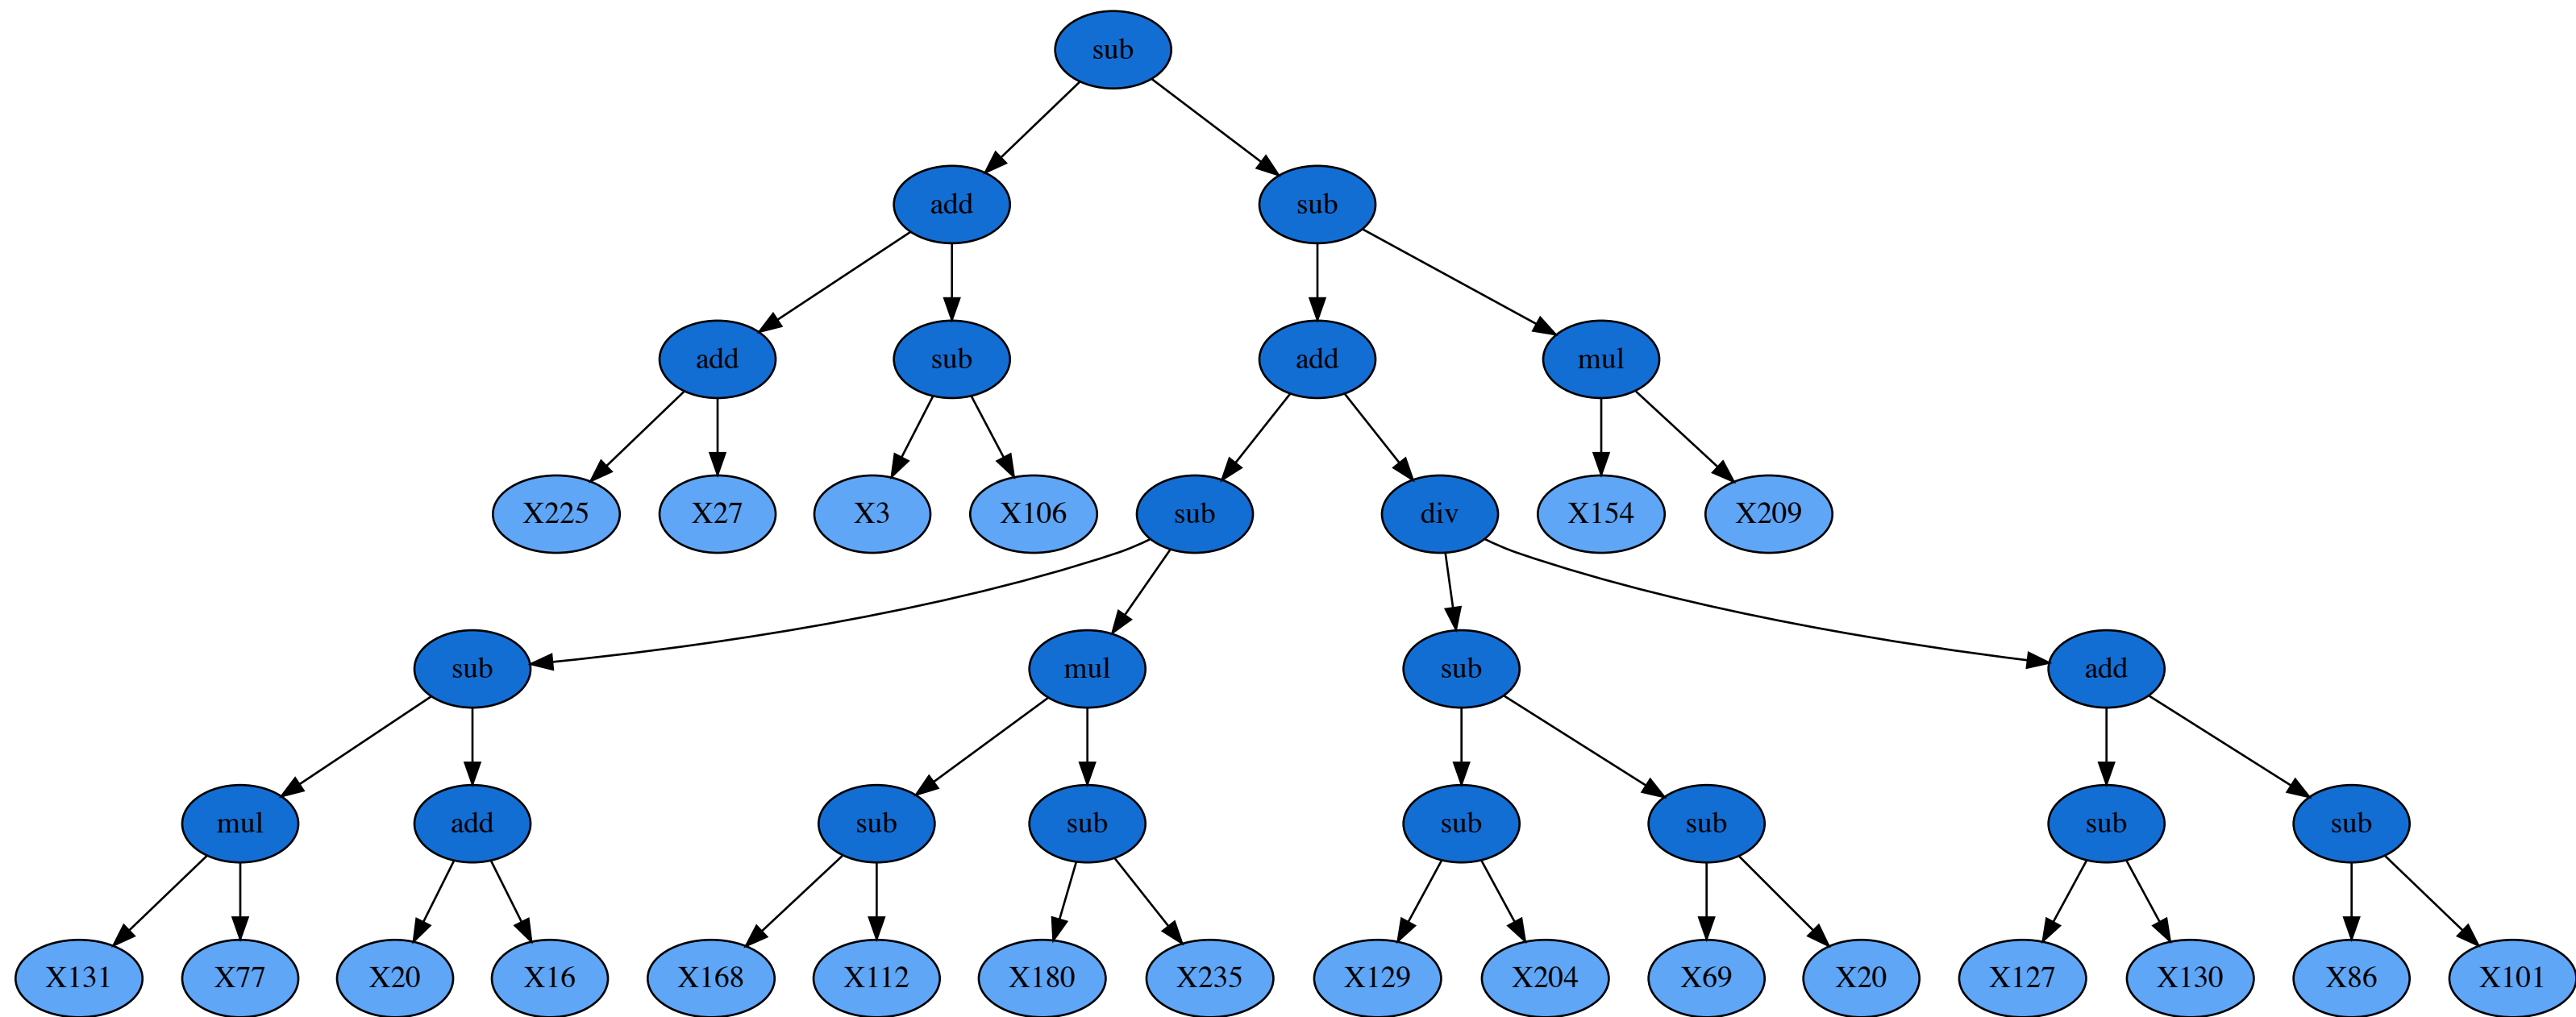 sub
add sub
add sub add mul
X225 X27 X3 X106 sub div X154 X209
sub mul sub add
mul add sub sub sub sub sub sub
X131 X77 X20 X16 X168 X112 X180 X235 X129 X204 X69 X20 X127 X130 X86 X101